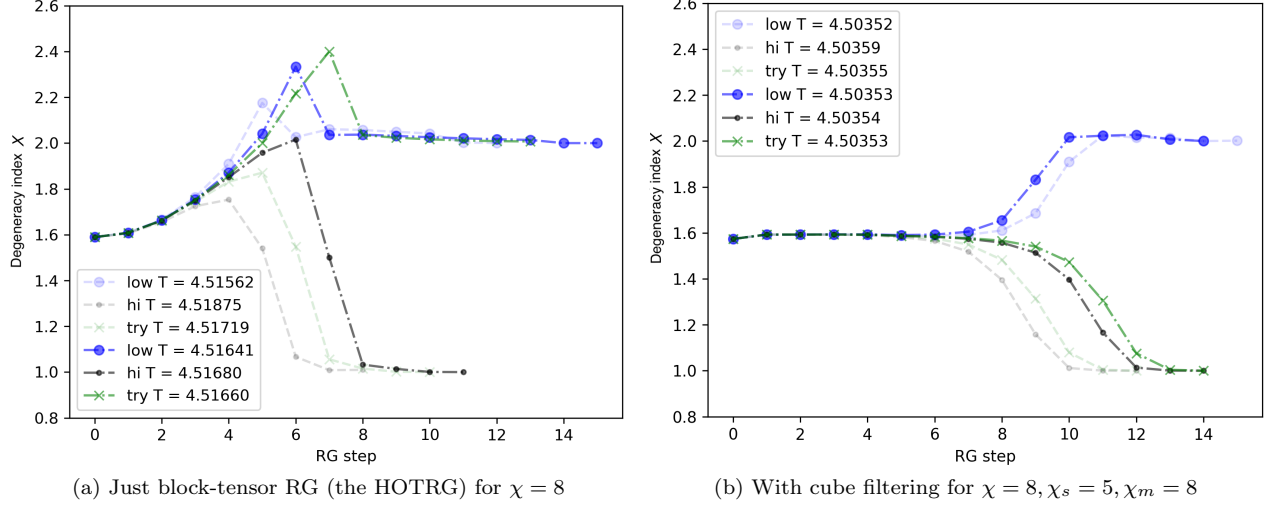 2.6
2.4
2.2
2.0
1.8
1.6
1.4
1.2
1.0
0.8
Degeneracy index X
low T = 4.51562
hi T = 4.51875
try T = 4.51719
low T = 4.51641
hi T = 4.51680
try T = 4.51660
0 2 4 6 8 10 12 14
RG step
(a) Just block-tensor RG (the HOTRG) for χ = 8
2.6
2.4
2.2
2.0
1.8
1.6
1.4
1.2
1.0
0.8
Degeneracy index X
low T = 4.50352
hi T = 4.50359
try T = 4.50355
low T = 4.50353
hi T = 4.50354
try T = 4.50353
0 2 4 6 8 10 12 14
RG step
(b) With cube filtering for χ = 8, χₛ = 5, χₘ = 8